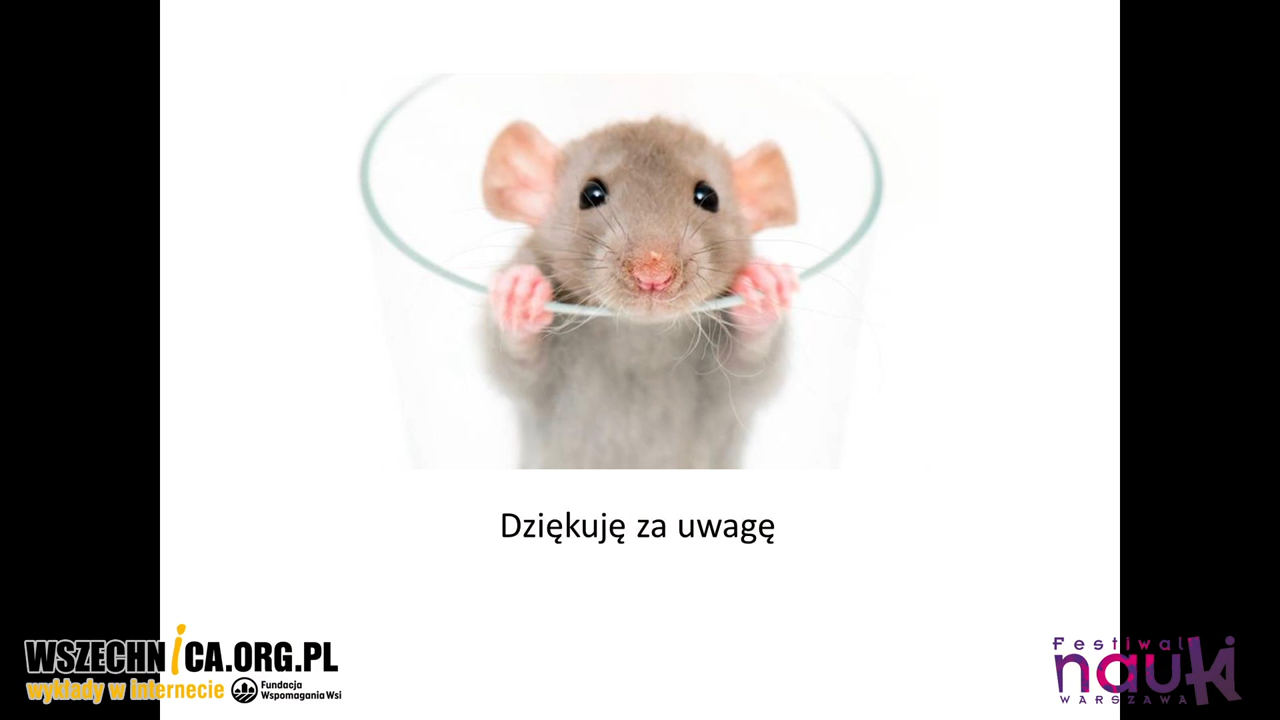 Dziękuję za uwagę
WSZECHNiCA.ORG.PL
wykłady w internecie
Fundacja
Wspomagania Wsi
Festiwal
nauki
WARSZAWA